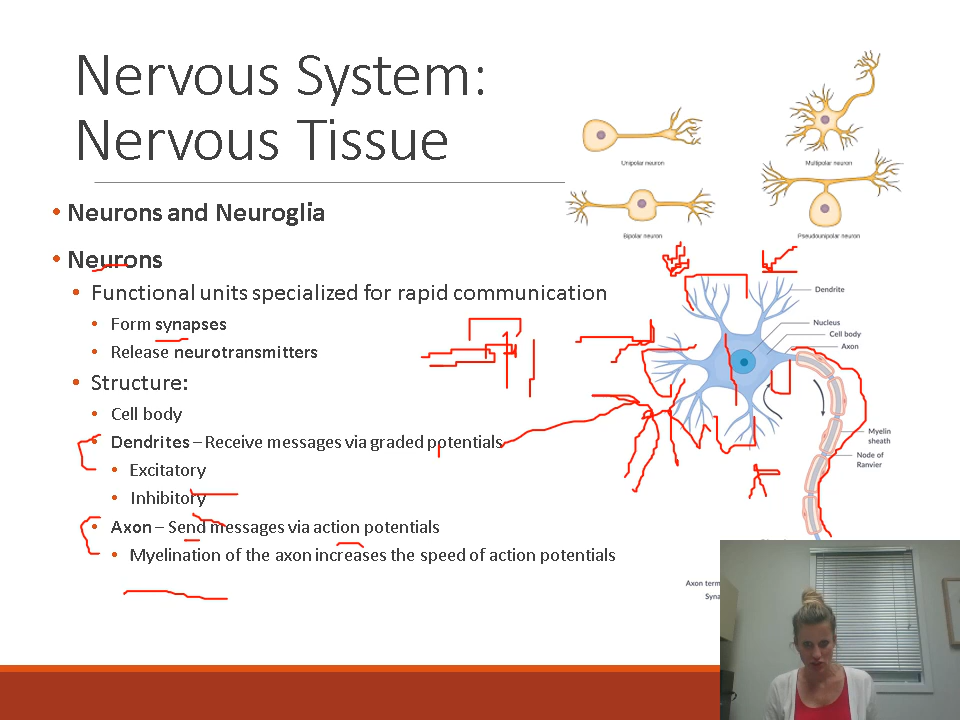 Nervous System:
Nervous Tissue
• Neurons and Neuroglia
• Neurons
• Functional units specialized for rapid communication
• Form synapses
• Release neurotransmitters
• Structure:
• Cell body
• Dendrites – Receive messages via graded potentials
• Excitatory
• Inhibitory
• Axon – Send messages via action potentials
• Myelination of the axon increases the speed of action potentials
Unipolar neuron
Multipolar neuron
Bipolar neuron
Pseudounipolar neuron
Dendrite
Nucleus
Cell body
Axon
Myelin
sheath
Node of
Ranvier
Axon term
Syna